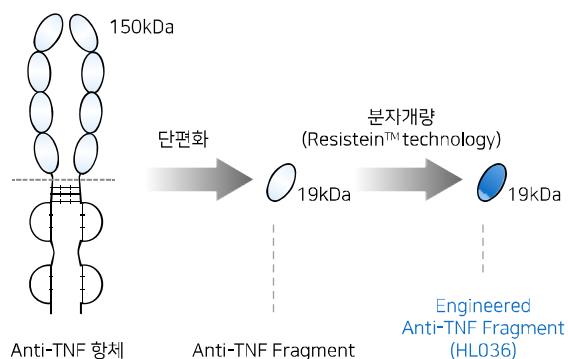 150kDa
단편화
분자개량
(Resistein™ technology)
19kDa
19kDa
Anti-TNF 항체
Anti-TNF Fragment
Engineered
Anti-TNF Fragment
(HL036)